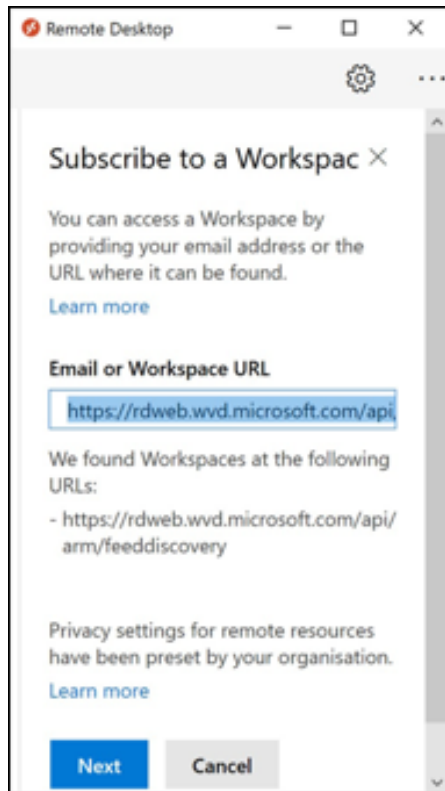 Remote Desktop
Subscribe to a Workspac
You can access a Workspace by
providing your email address or the
URL where it can be found.
Learn more
Email or Workspace URL
https://rdweb.wvd.microsoft.com/api,
We found Workspaces at the following
URLs:
- https://rdweb.wvd.microsoft.com/api/
arm/feeddiscovery
Privacy settings for remote resources
have been preset by your organisation.
Learn more
Next Cancel